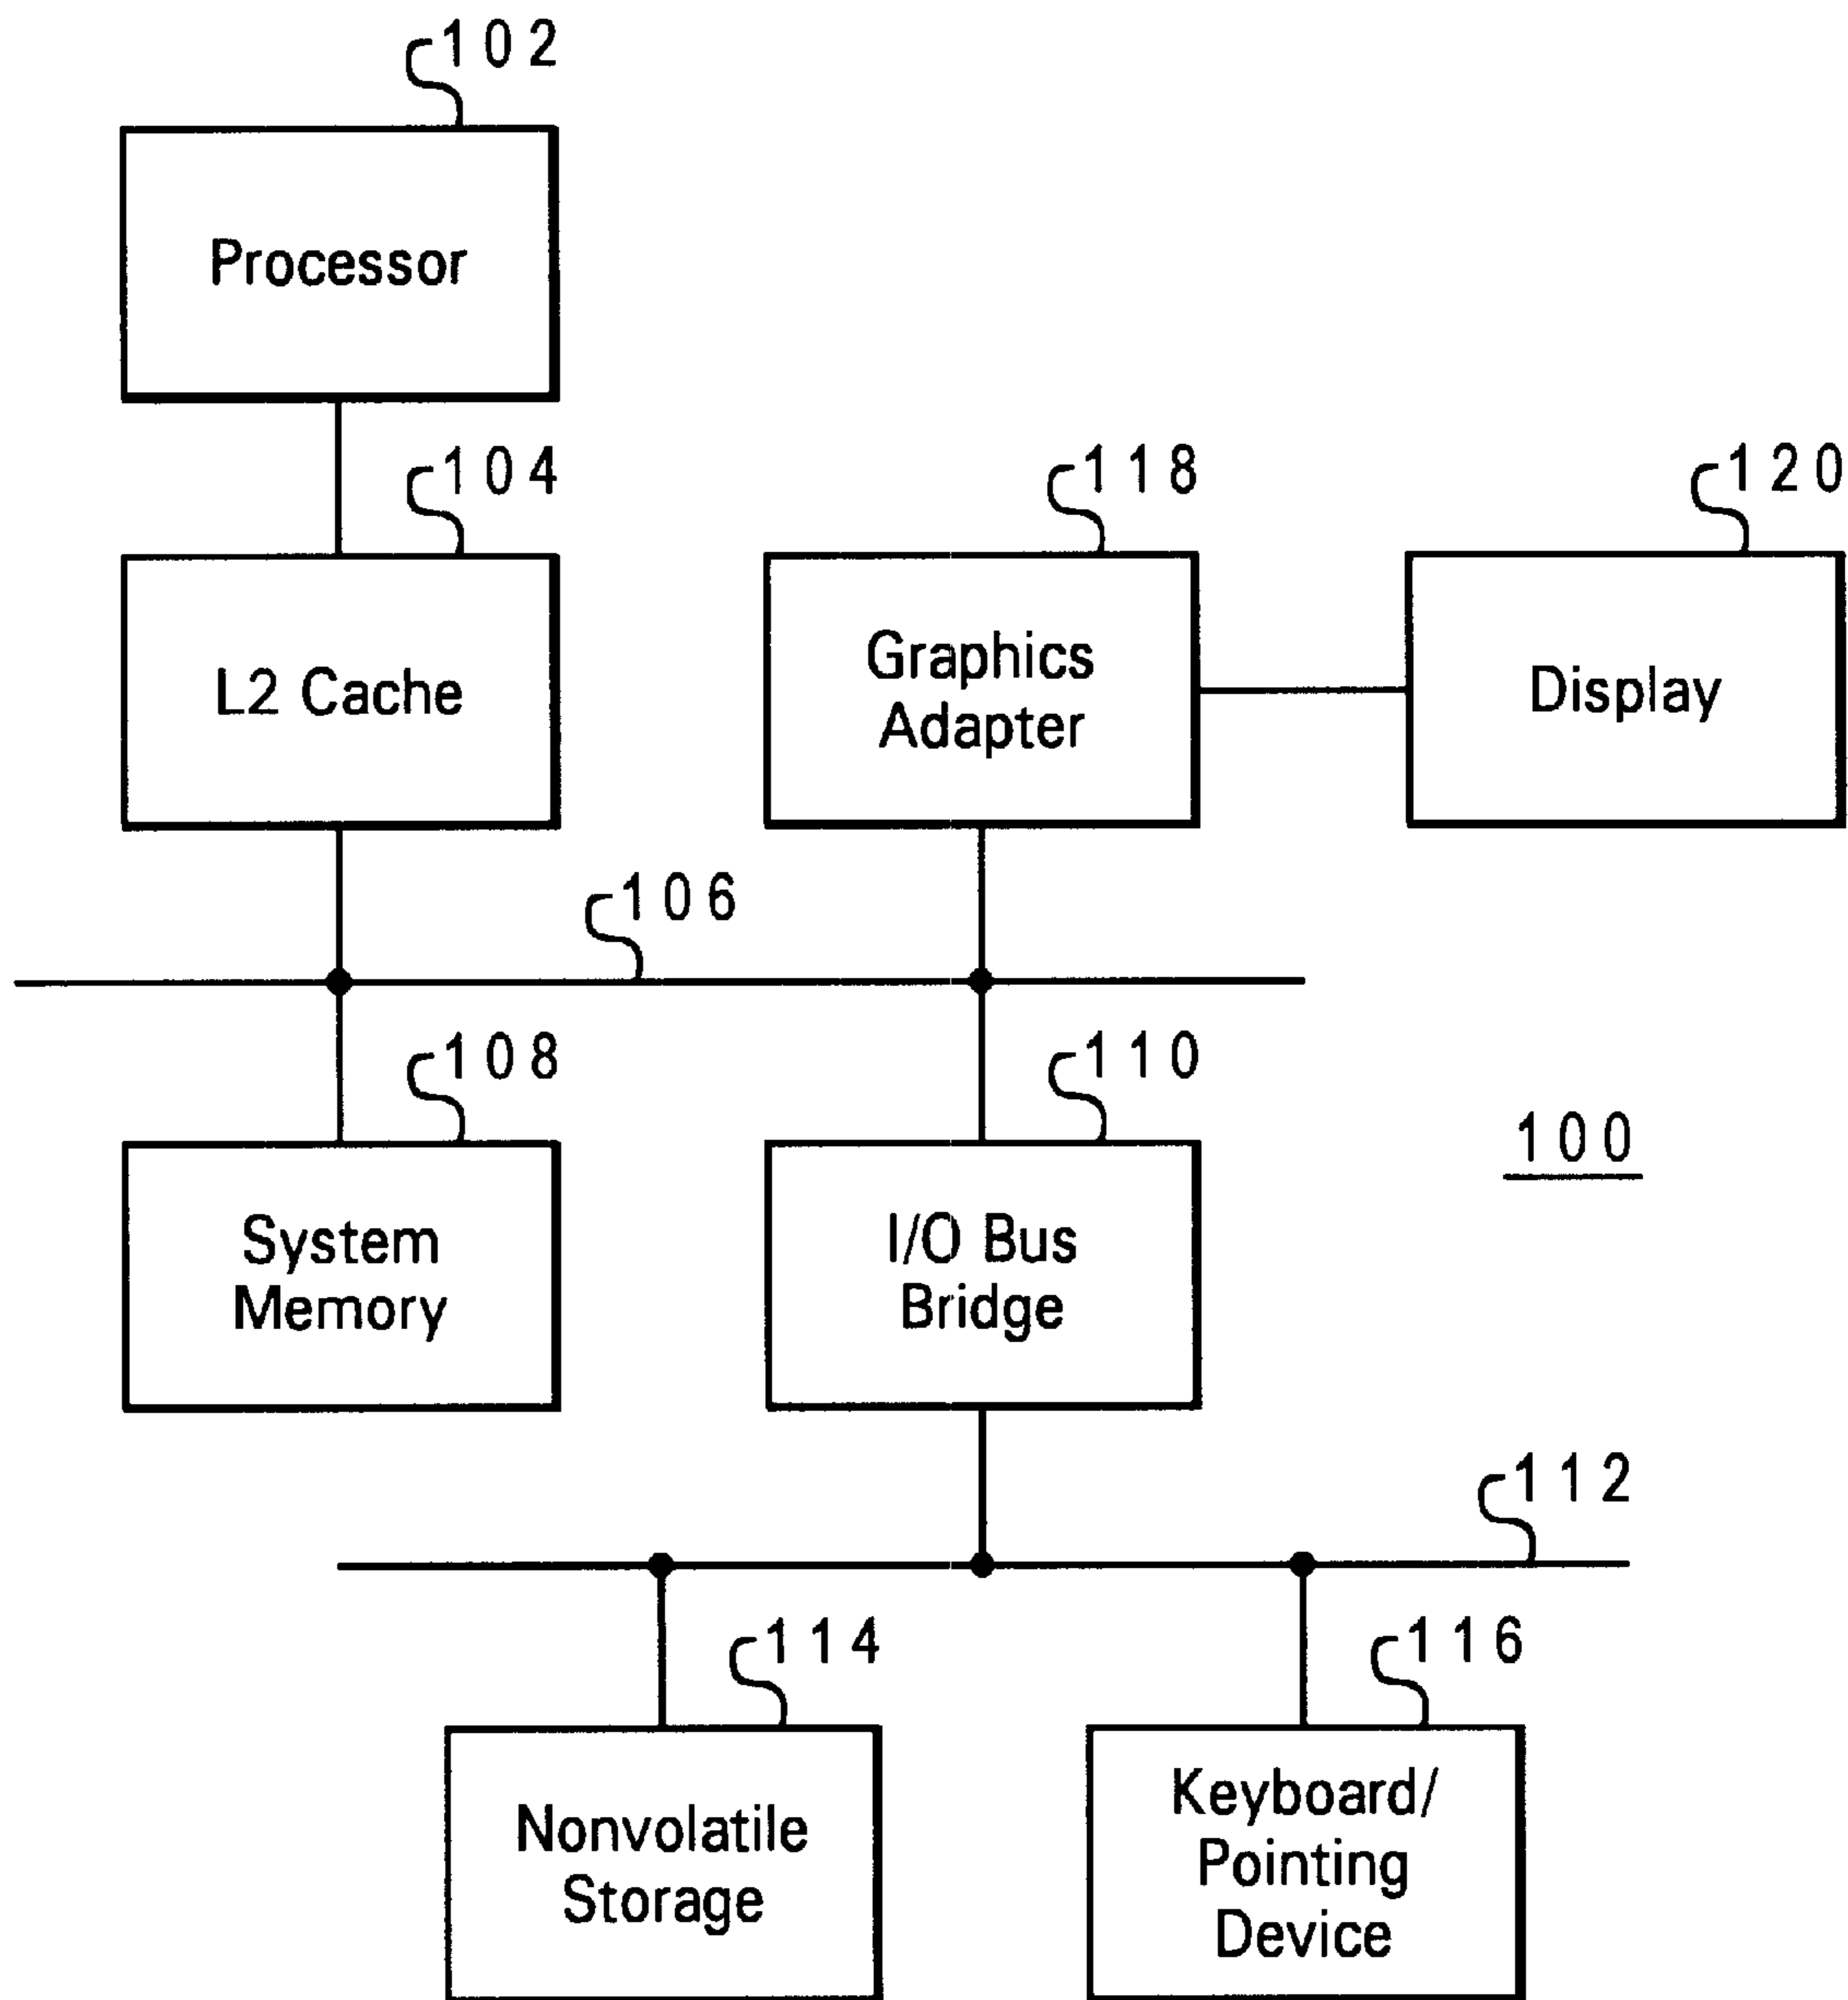 102
Processor
104
118
120
L2 Cache
Graphics
Adapter
Display
106
108
110
100
System
Memory
I/O Bus
Bridge
112
114
116
Nonvolatile
Storage
Keyboard/
Pointing
Device